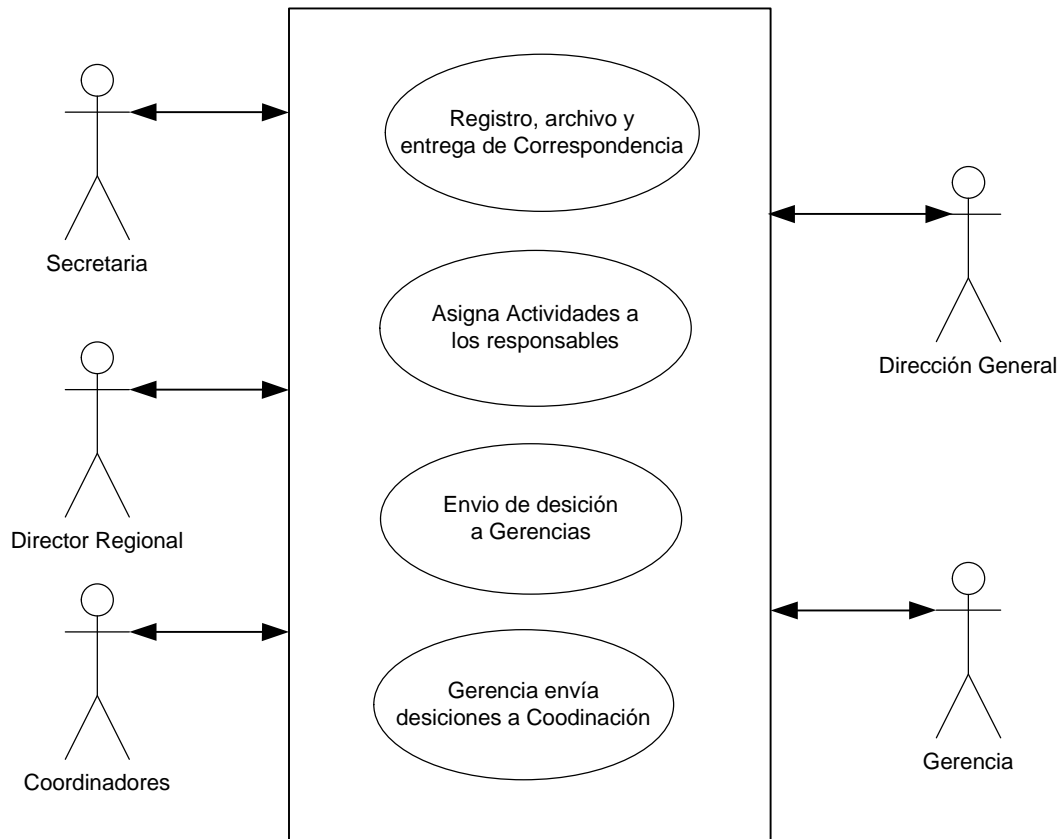 Registro, archivo y
entrega de Correspondencia
Secretaria
Asigna Actividades a
los responsables
Dirección General
Director Regional
Envio de desición
a Gerencias
Gerencia envía
desiciones a Coodinación
Coordinadores
Gerencia